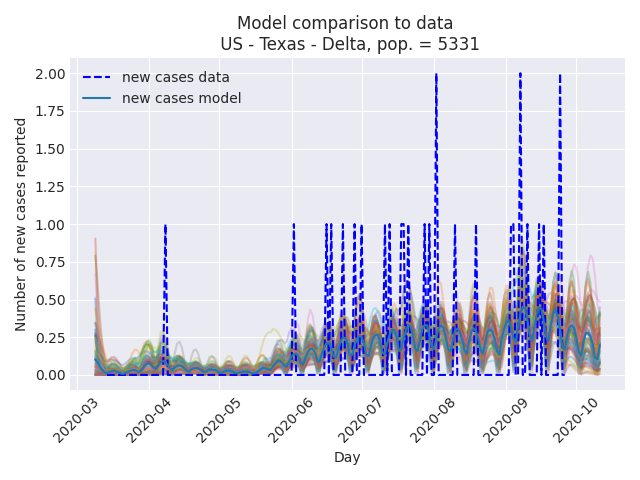 Model comparison to data
US - Texas - Delta, pop. = 5331
new cases data
new cases model
Number of new cases reported
2.00
1.75
1.50
1.25
1.00
0.75
0.50
0.25
0.00
2020-03
2020-04
2020-05
2020-06
2020-07
2020-08
2020-09
2020-10
Day